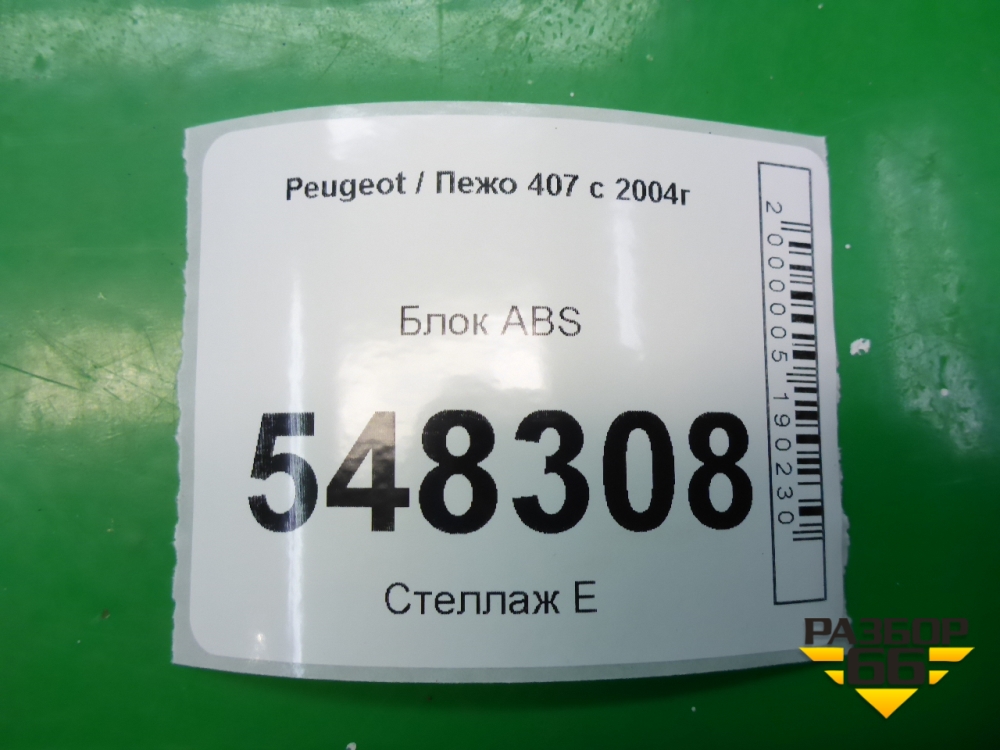 Peugeot / Пежо 407 с 2004г
Блок ABS
548308
Стеллаж E
2000005190230
РАЗБОР
66